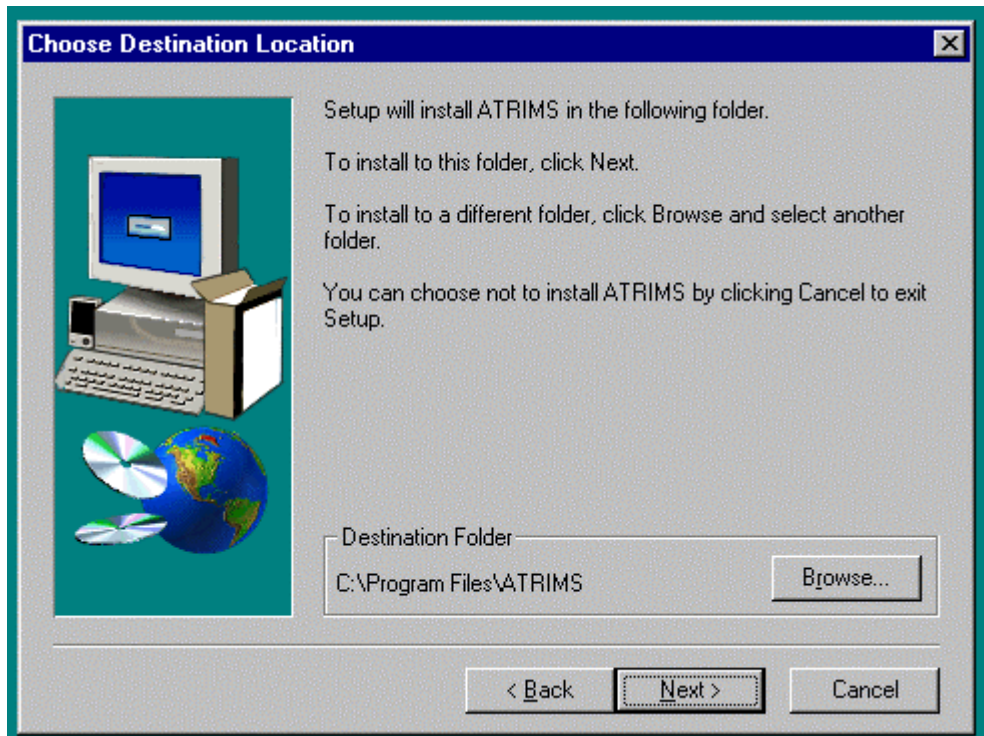 Choose Destination Location
Setup will install ATRIMS in the following folder.
To install to this folder, click Next.
To install to a different folder, click Browse and select another
folder.
You can choose not to install ATRIMS by clicking Cancel to exit
Setup.
Destination Folder
C:\Program Files\ATRIMS
Browse...
< Back
Next >
Cancel